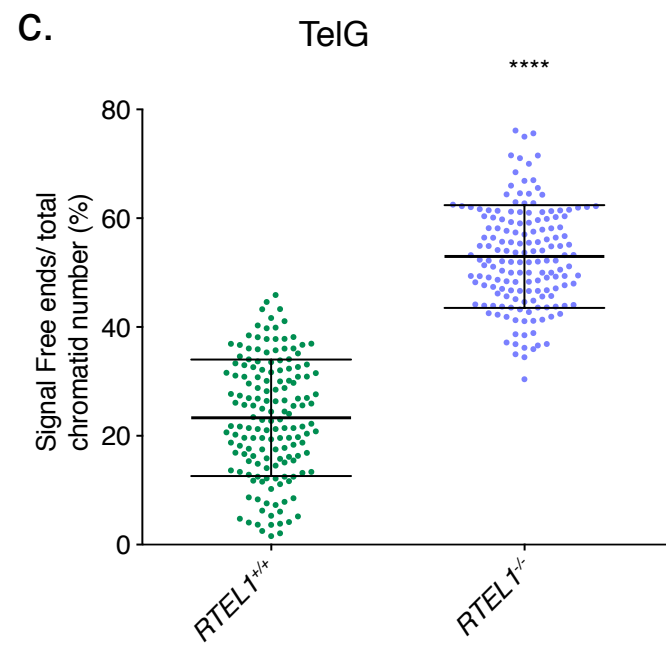 C.
TelG
****
Signal Free ends/ total
chromatid number (%)
80
60
40
20
0
RTEL1+/+
RTEL1-/-